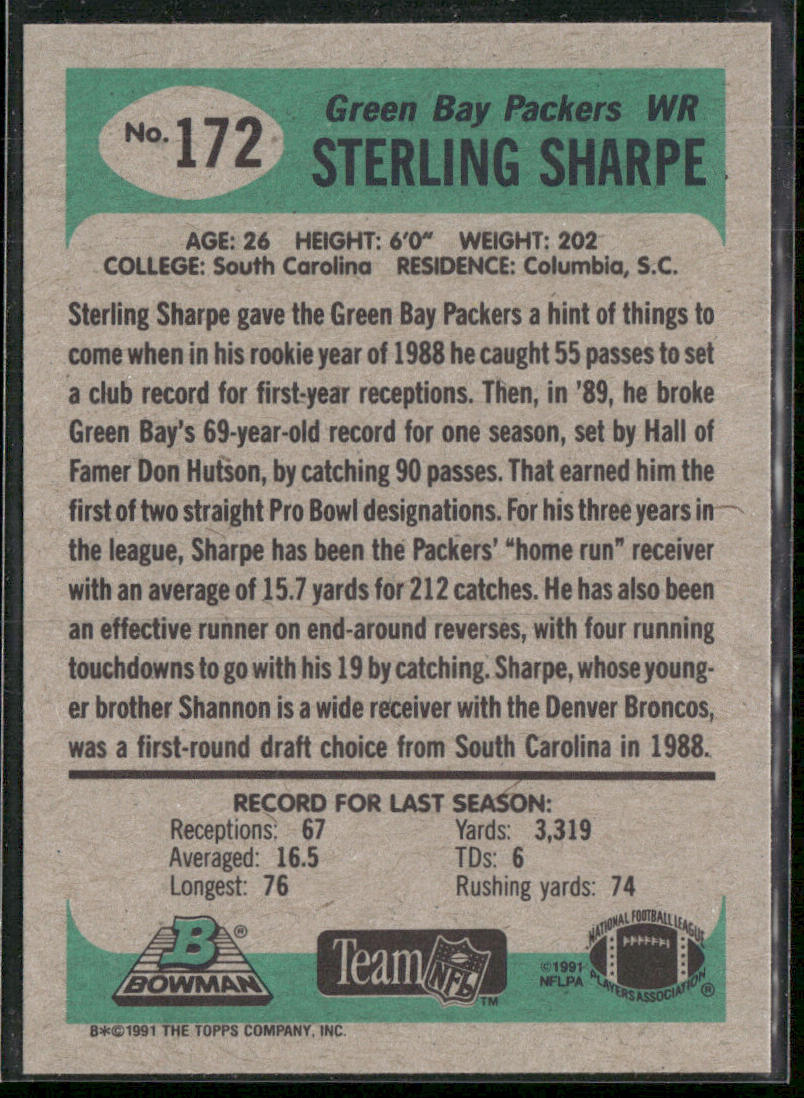 No. 172
Green Bay Packers WR
STERLING SHARPE
AGE: 26 HEIGHT: 6'0" WEIGHT: 202
COLLEGE: South Carolina RESIDENCE: Columbia, S.C.
Sterling Sharpe gave the Green Bay Packers a hint of things to
come when in his rookie year of 1988 he caught 55 passes to set
a club record for first-year receptions. Then, in '89, he broke
Green Bay's 69-year-old record for one season, set by Hall of
Famer Don Hutson, by catching 90 passes. That earned him the
first of two straight Pro Bowl designations. For his three years in
the league, Sharpe has been the Packers' "home run" receiver
with an average of 15.7 yards for 212 catches. He has also been
an effective runner on end-around reverses, with four running
touchdowns to go with his 19 by catching. Sharpe, whose young-
er brother Shannon is a wide receiver with the Denver Broncos,
was a first-round draft choice from South Carolina in 1988.
RECORD FOR LAST SEASON:
Receptions: 67 Yards: 3,319
Averaged: 16.5 TDs: 6
Longest: 76 Rushing yards: 74
B ®
BOWMAN
Team NFL ™
©1991
NFLPA
NATIONAL FOOTBALL LEAGUE
PLAYERS ASSOCIATION ®
B*©1991 THE TOPPS COMPANY, INC.